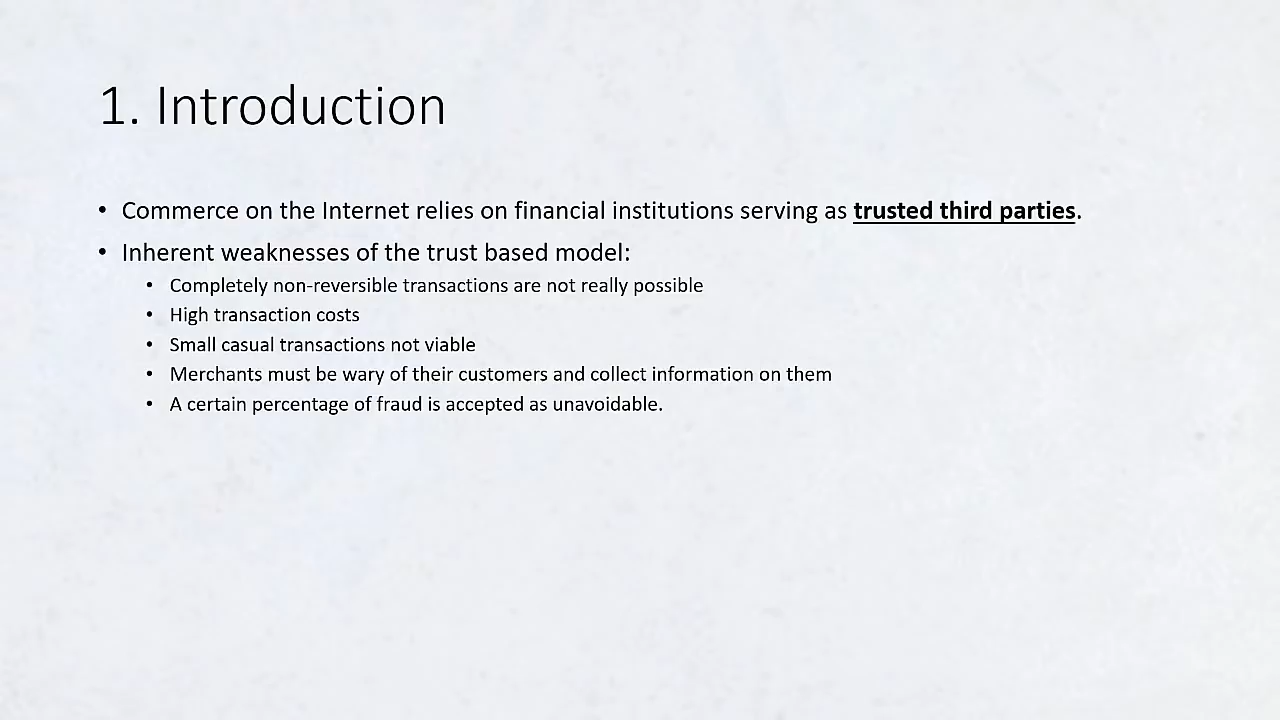 1. Introduction
• Commerce on the Internet relies on financial institutions serving as trusted third parties.
• Inherent weaknesses of the trust based model:
• Completely non-reversible transactions are not really possible
• High transaction costs
• Small casual transactions not viable
• Merchants must be wary of their customers and collect information on them
• A certain percentage of fraud is accepted as unavoidable.